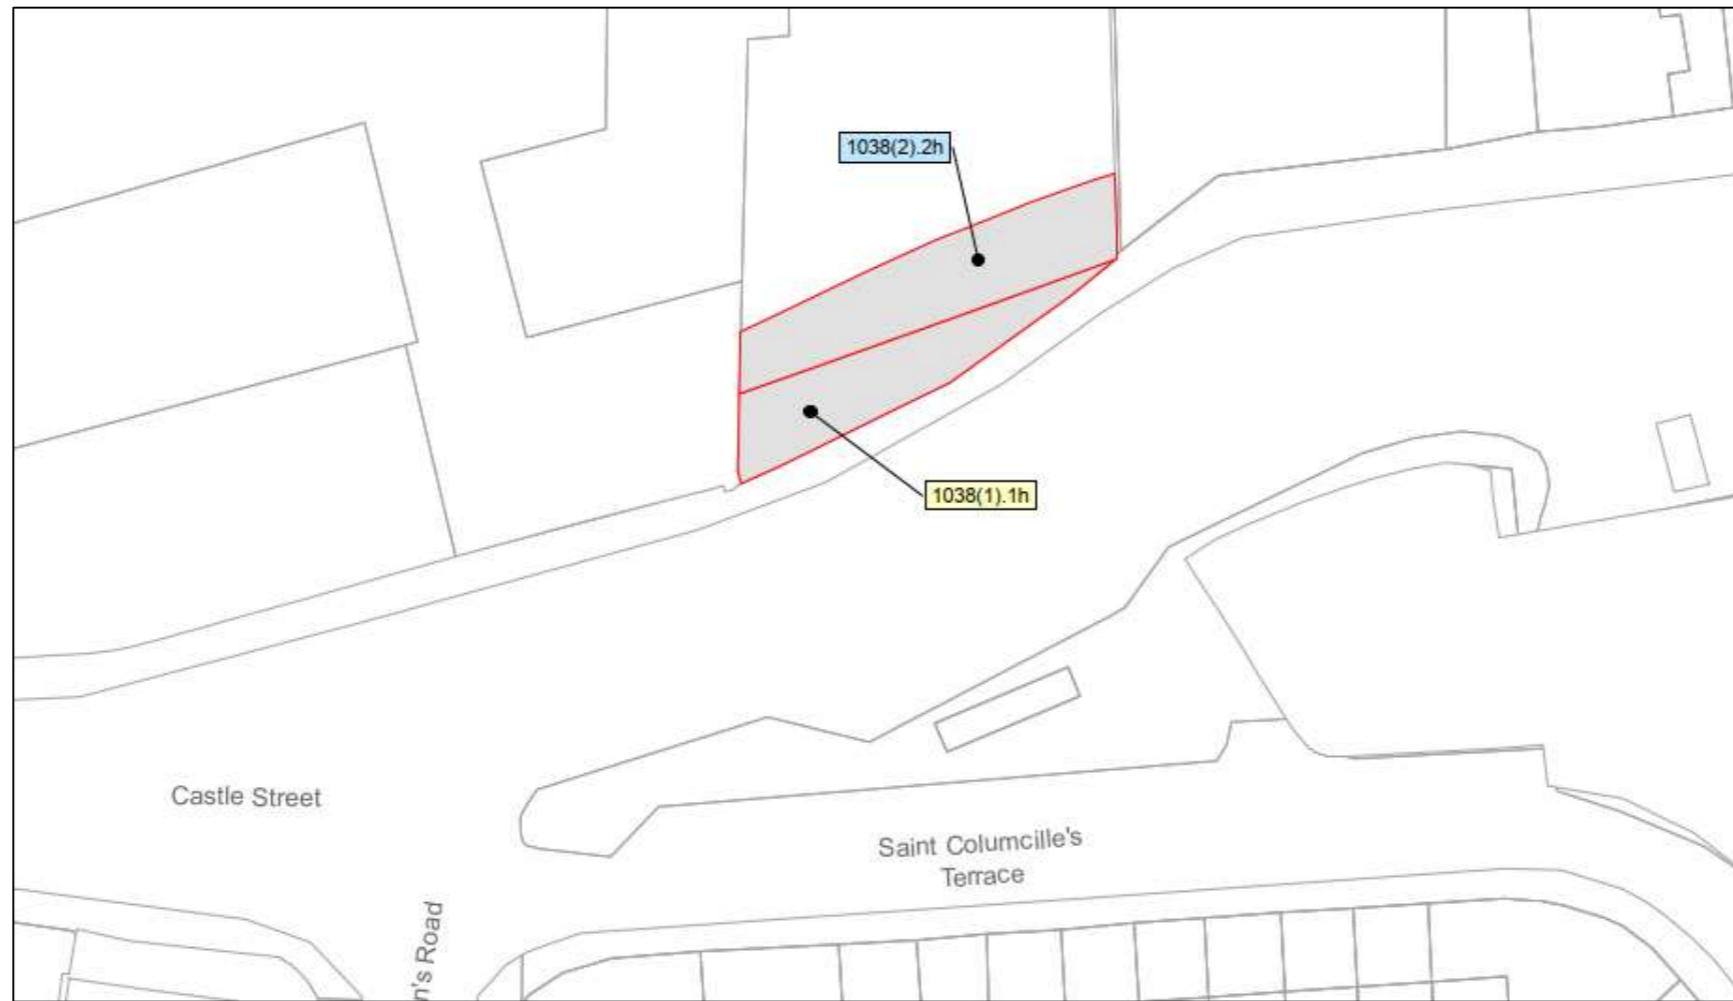 1038(2).2h
1038(1).1h
Castle Street
Saint Columcille's
Terrace
n's Road